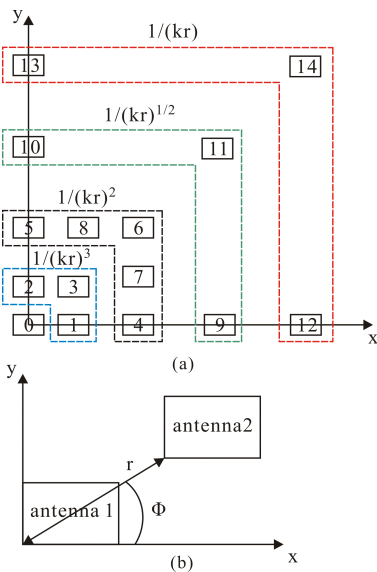 y
1/(kr)
13
14
1/(kr)1/2
10
11
1/(kr)2
5 8 6
7
1/(kr)3
2 3
0 1 4 9 12
x
(a)
y
antenna2
r
antenna 1
Φ
x
(b)